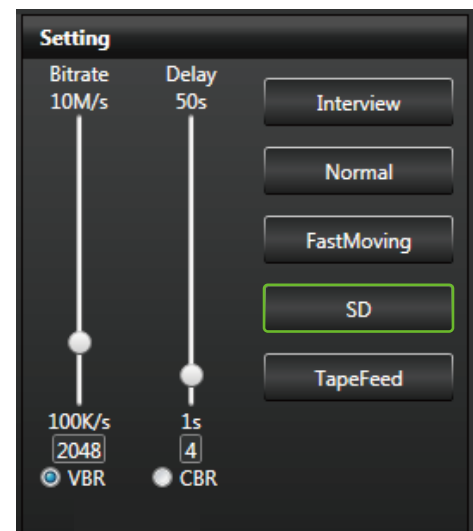 Setting
Bitrate Delay
10M/s 50s
Interview
Normal
FastMoving
SD
TapeFeed
100K/s 1s
2048 4
VBR CBR